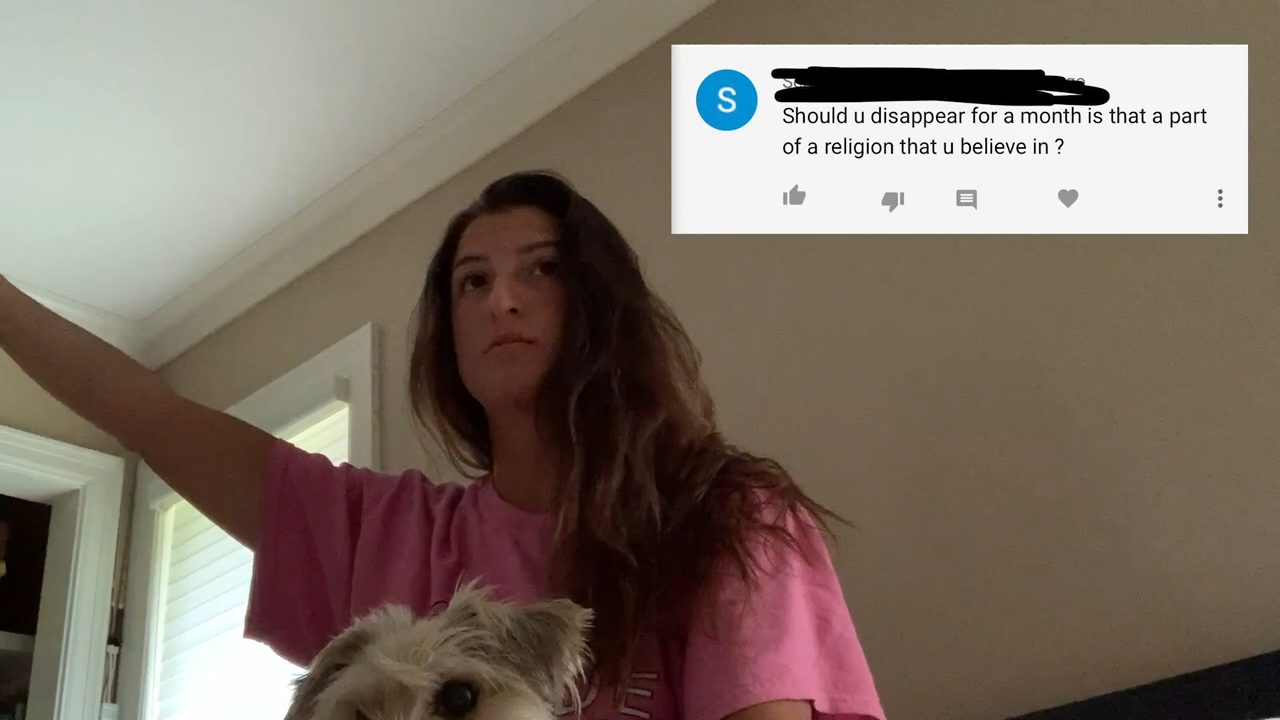 S
Should u disappear for a month is that a part
of a religion that u believe in ?